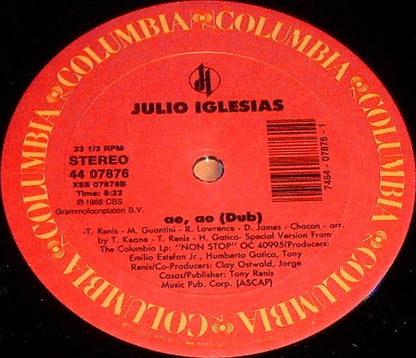 COLUMBIA COLUMBIA COLUMBIA COLUMBIA COLUMBIA COLUMBIA
JULIO IGLESIAS
33 1/3 RPM
STEREO
44 07876
XSS 07876B
Time: 8:22
℗ 1988 CBS
Grammofoonplaten B.V.
7464-07876-1
ae, ao (Dub)
-T. Renis - M. Guantini - R. Lawrence - D. James - Chacon - arr.
by T. Keane - T. Renis - H. Gatica- Special Version From
The Columbia Lp: "NON STOP" OC 40995/Producers:
Emilio Estefan Jr., Humberto Gatica, Tony
Renis/Co-Producers: Clay Ostwald, Jorge
Casas/Publisher: Tony Renis
Music Pub. Corp. (ASCAP)